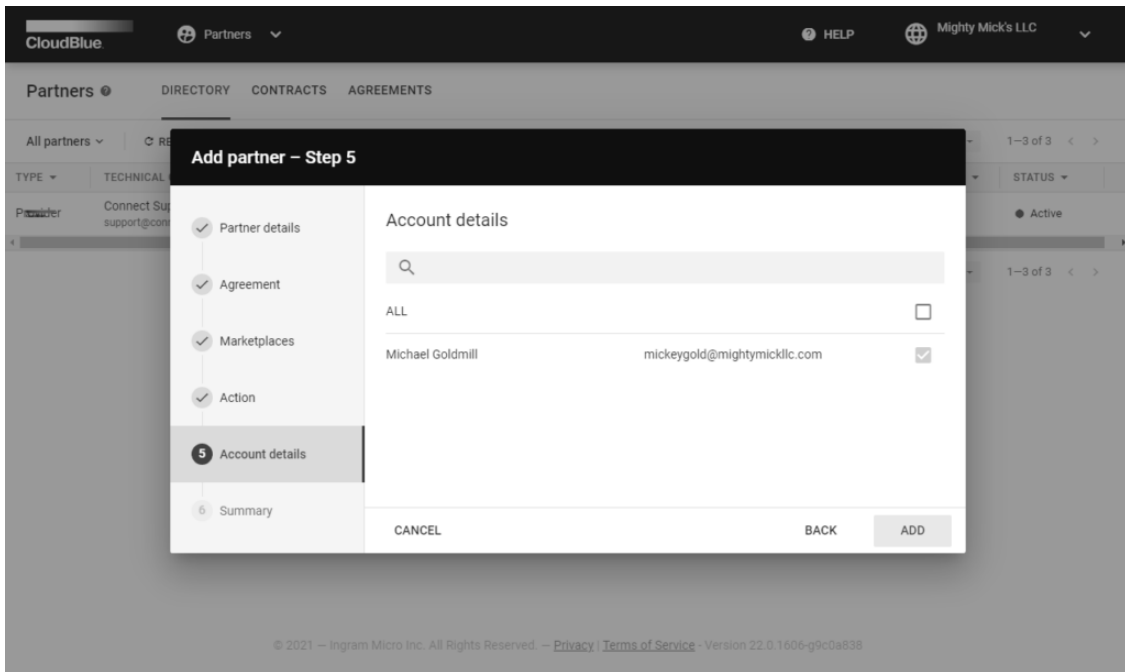 CloudBlue
Partners
HELP
Mighty Mick's LLC
Partners
DIRECTORY CONTRACTS AGREEMENTS
All partners
1–3 of 3
TYPE TECHNICAL
STATUS
Connect
support@
Active
1–3 of 3
Add partner – Step 5
Partner details
Agreement
Marketplaces
Action
5 Account details
6 Summary
Account details
ALL
Michael Goldmill mickeygold@mightymickllc.com
CANCEL BACK ADD
© 2021 — Ingram Micro Inc. All Rights Reserved. — Privacy | Terms of Service - Version 22.0.1606-g9c0a838